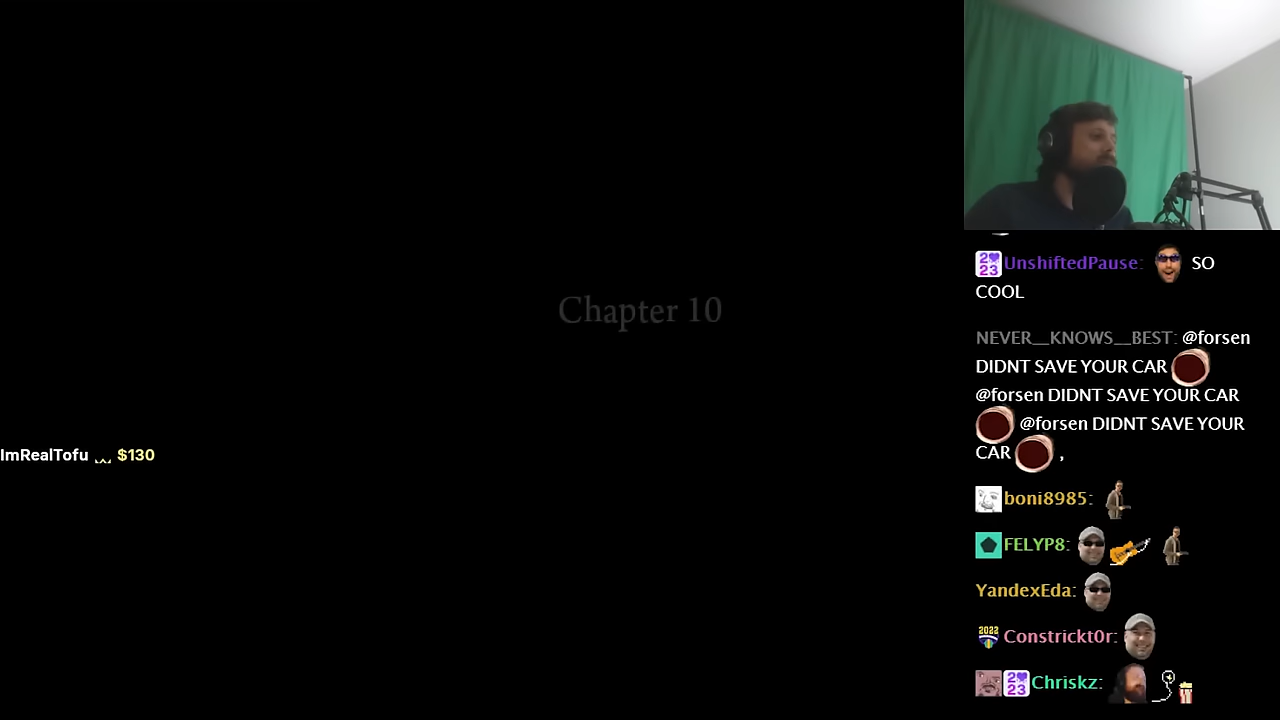 Chapter 10
ImRealTofu $130
UnshiftedPause: SO
COOL
NEVER__KNOWS__BEST: @forsen
DIDNT SAVE YOUR CAR
@forsen DIDNT SAVE YOUR CAR
@forsen DIDNT SAVE YOUR
CAR ,
boni8985:
FELYP8:
YandexEda:
2022 Constrickt0r:
Chriskz: